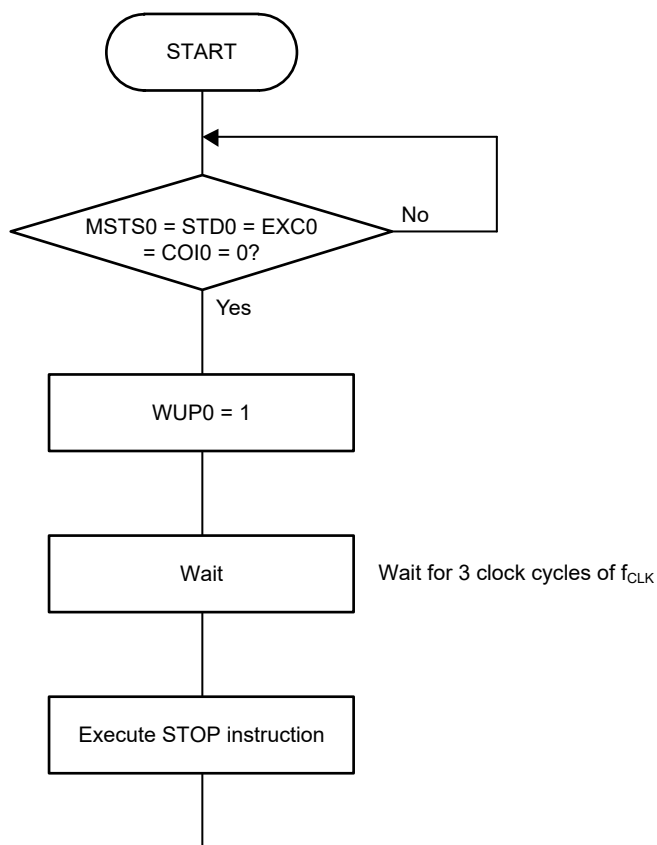 START
MSTS0 = STD0 = EXC0
= COI0 = 0?
No
Yes
WUP0 = 1
Wait
Wait for 3 clock cycles of fCLK
Execute STOP instruction